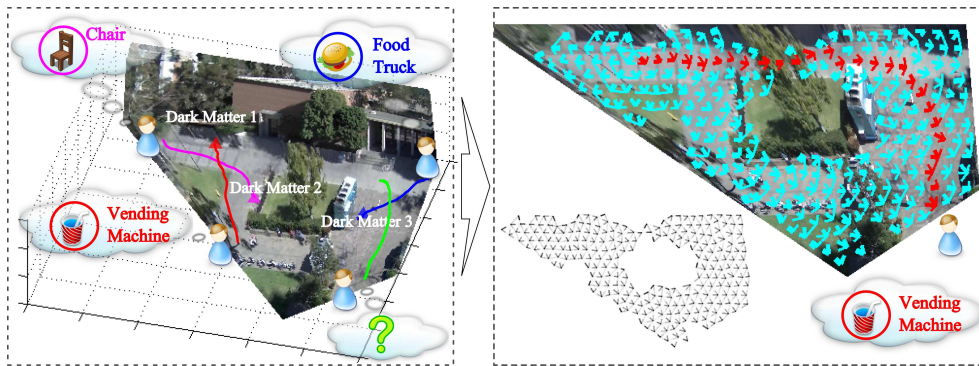 Chair
Food
Truck
Dark Matter 1
Dark Matter 2
Vending
Machine
Dark Matter 3
?
Vending
Machine